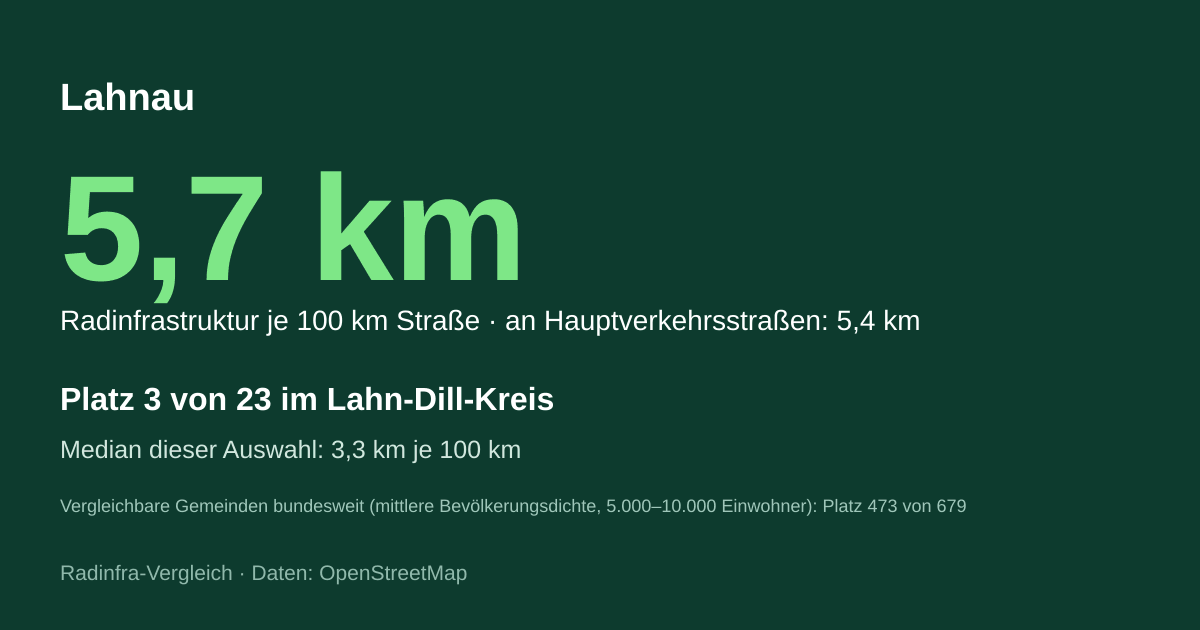 Lahnau
5,7 km
Radinfrastruktur je 100 km Straße · an Hauptverkehrsstraßen: 5,4 km
Platz 3 von 23 im Lahn-Dill-Kreis
Median dieser Auswahl: 3,3 km je 100 km
Vergleichbare Gemeinden bundesweit (mittlere Bevölkerungsdichte, 5.000–10.000 Einwohner): Platz 473 von 679
Radinfra-Vergleich · Daten: OpenStreetMap